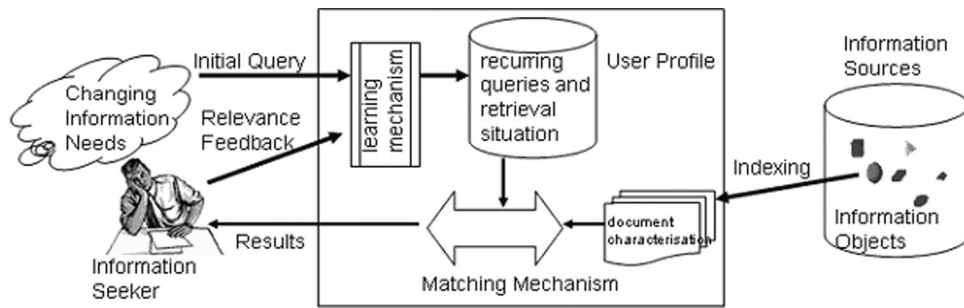 Changing
Information
Needs
Initial Query
Relevance
Feedback
learning
mechanism
recurring
queries and
retrieval
situation
User Profile
Information
Sources
Indexing
Information
Objects
document
characterisation
Matching Mechanism
Results
Information
Seeker